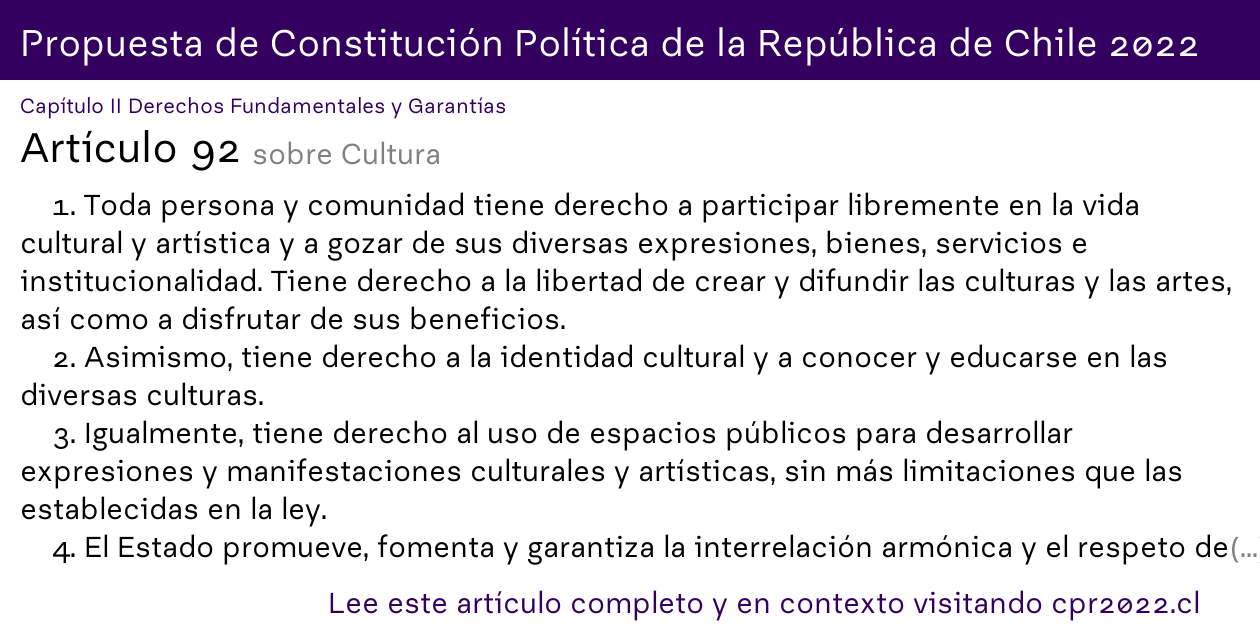 Propuesta de Constitución Política de la República de Chile 2022
Capítulo II Derechos Fundamentales y Garantías
Artículo 92 sobre Cultura
1. Toda persona y comunidad tiene derecho a participar libremente en la vida
cultural y artística y a gozar de sus diversas expresiones, bienes, servicios e
institucionalidad. Tiene derecho a la libertad de crear y difundir las culturas y las artes,
así como a disfrutar de sus beneficios.
2. Asimismo, tiene derecho a la identidad cultural y a conocer y educarse en las
diversas culturas.
3. Igualmente, tiene derecho al uso de espacios públicos para desarrollar
expresiones y manifestaciones culturales y artísticas, sin más limitaciones que las
establecidas en la ley.
4. El Estado promueve, fomenta y garantiza la interrelación armónica y el respeto de(...
Lee este artículo completo y en contexto visitando cpr2022.cl